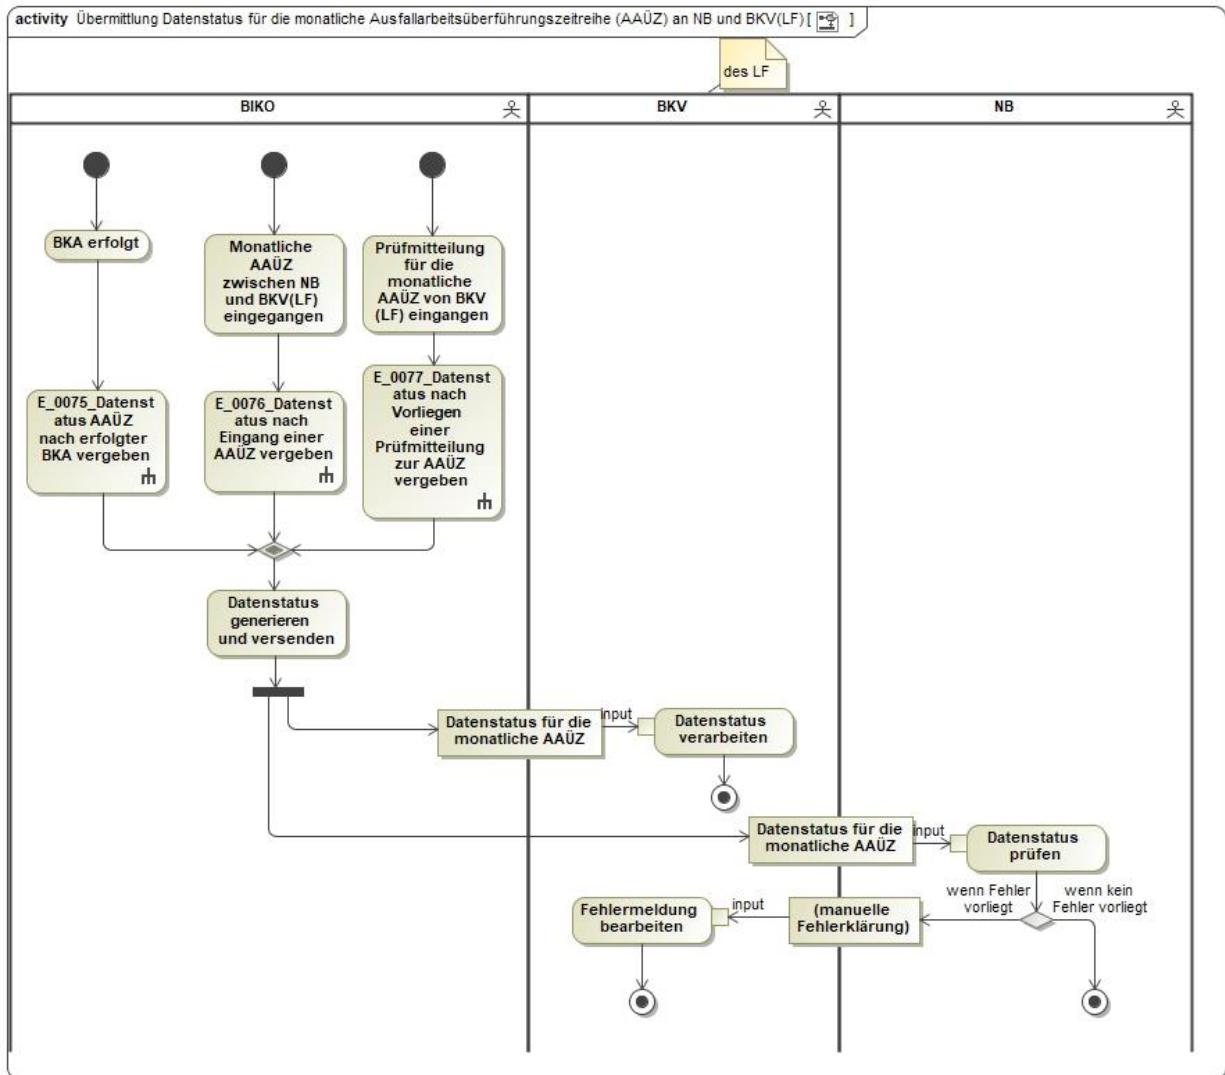 activity Übermittlung Datenstatus für die monatliche Ausfallarbeitsüberführungszeitreihe (AAÜZ) an NB und BKV(LF) [ ]
des LF
BIKO
BKV
NB
BKA erfolgt
Monatliche
AAÜZ
zwischen NB
und BKV(LF)
eingegangen
Prüfmitteilung
für die
monatliche
AAÜZ von BKV
(LF) eingangen
E_0075_Datenst
atus AAÜZ
nach erfolgter
BKA vergeben
E_0076_Datenst
atus nach
Eingang einer
AAÜZ vergeben
E_0077_Datenst
atus nach
Vorliegen
einer
Prüfmitteilung
zur AAÜZ
vergeben
Datenstatus
generieren
und versenden
Datenstatus für die
monatliche AAÜZ
input
Datenstatus
verarbeiten
Datenstatus für die
monatliche AAÜZ
input
Datenstatus
prüfen
wenn Fehler
vorliegt
wenn kein
Fehler vorliegt
(manuelle
Fehlerklärung)
input
Fehlermeldung
bearbeiten